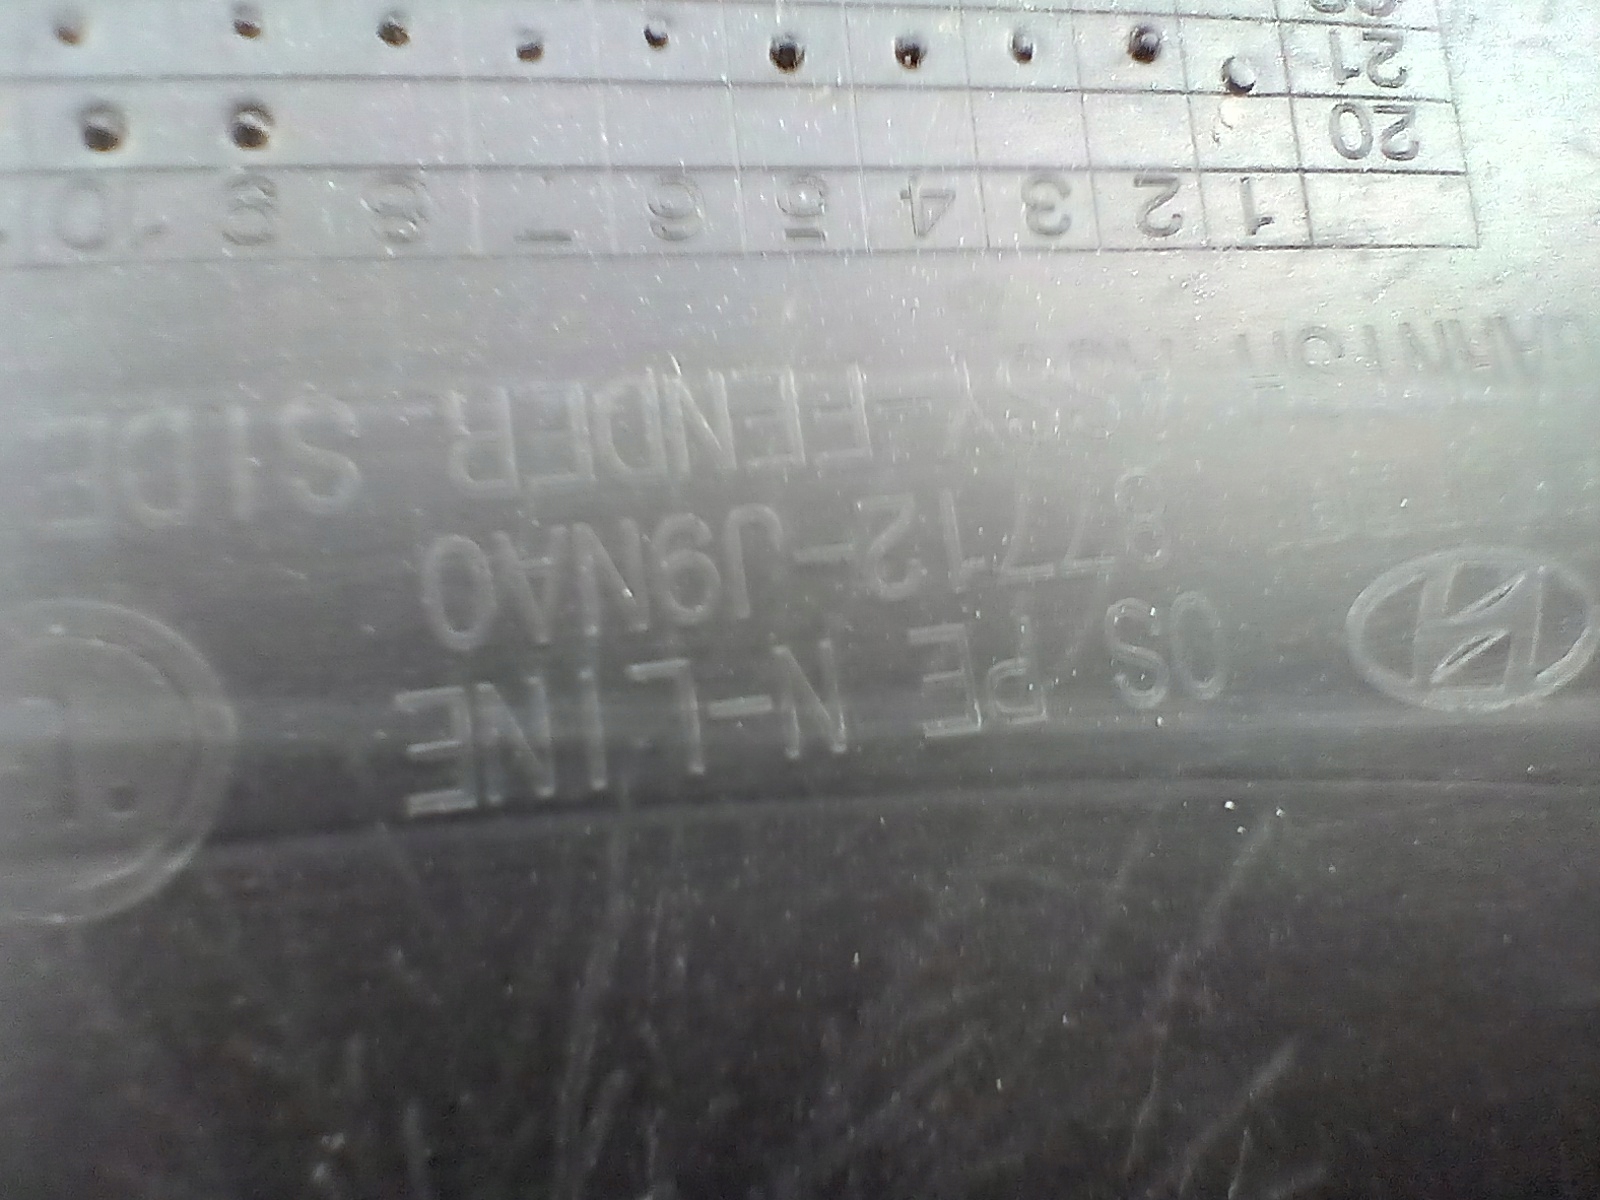 OS PE N-LINE
87712-J9NA0
ASSY-FENDER SIDE
1 2 3 4 5 6 7 8 9 10
20
21